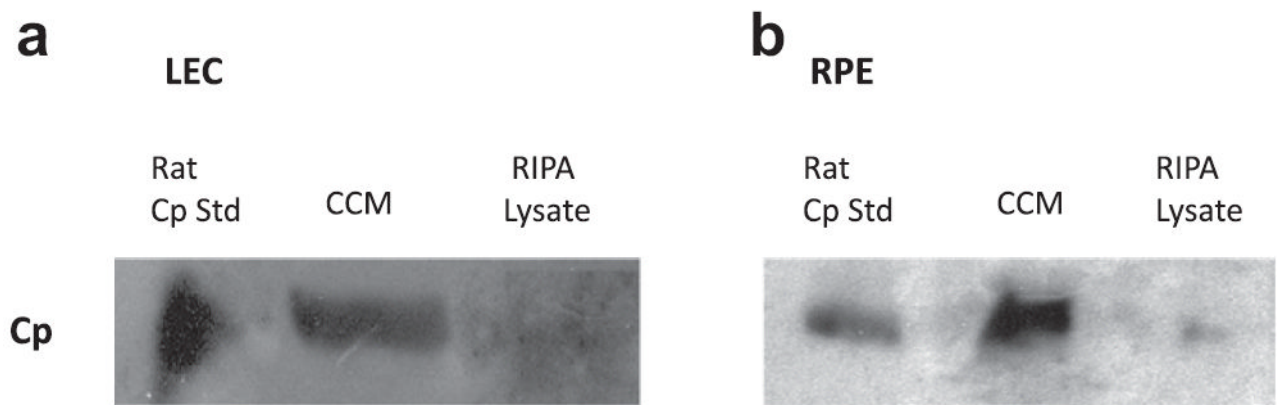 a
LEC
Rat
Cp Std
CCM
RIPA
Lysate
Cp
b
RPE
Rat
Cp Std
CCM
RIPA
Lysate